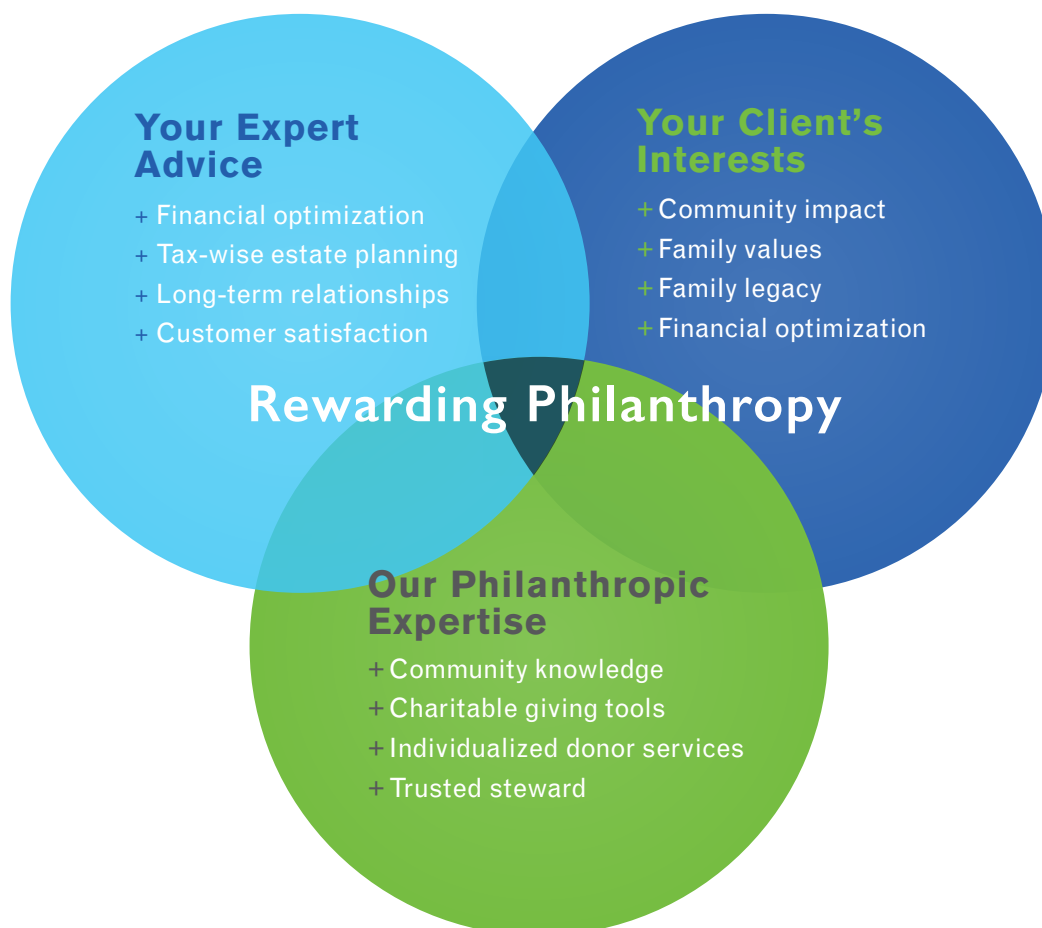 Your Expert
Advice
+ Financial optimization
+ Tax-wise estate planning
+ Long-term relationships
+ Customer satisfaction
Your Client’s
Interests
+ Community impact
+ Family values
+ Family legacy
+ Financial optimization
Rewarding Philanthropy
Our Philanthropic
Expertise
+ Community knowledge
+ Charitable giving tools
+ Individualized donor services
+ Trusted steward